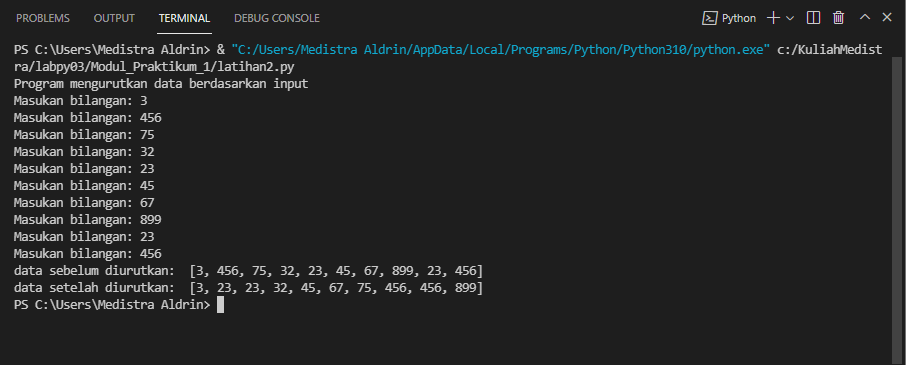 PROBLEMS OUTPUT TERMINAL DEBUG CONSOLE Python
PS C:\Users\Medistra Aldrin> & "C:/Users/Medistra Aldrin/AppData/Local/Programs/Python/Python310/python.exe" c:/KuliahMedist
ra/labpy03/Modul_Praktikum_1/latihan2.py
Program mengurutkan data berdasarkan input
Masukan bilangan: 3
Masukan bilangan: 456
Masukan bilangan: 75
Masukan bilangan: 32
Masukan bilangan: 23
Masukan bilangan: 45
Masukan bilangan: 67
Masukan bilangan: 899
Masukan bilangan: 23
Masukan bilangan: 456
data sebelum diurutkan:  [3, 456, 75, 32, 23, 45, 67, 899, 23, 456]
data setelah diurutkan:  [3, 23, 23, 32, 45, 67, 75, 456, 456, 899]
PS C:\Users\Medistra Aldrin>